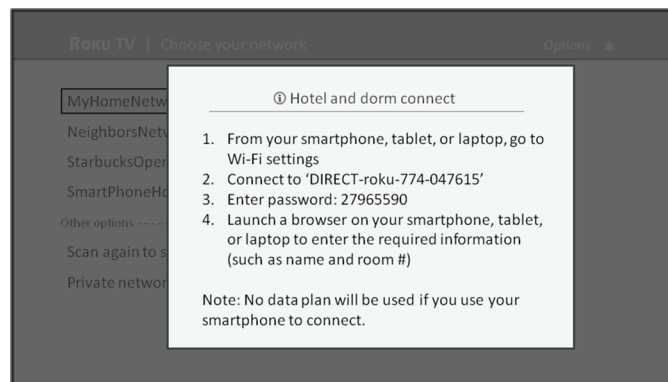 ROKU TV | Choose your network
Options ✱
ⓘ Hotel and dorm connect
MyHomeNetw
NeighborsNetv
StarbucksOper
SmartPhoneHo
Other options -----
Scan again to s
Private networ
1. From your smartphone, tablet, or laptop, go to
Wi-Fi settings
2. Connect to ‘DIRECT-roku-774-047615’
3. Enter password: 27965590
4. Launch a browser on your smartphone, tablet,
or laptop to enter the required information
(such as name and room #)
Note: No data plan will be used if you use your
smartphone to connect.